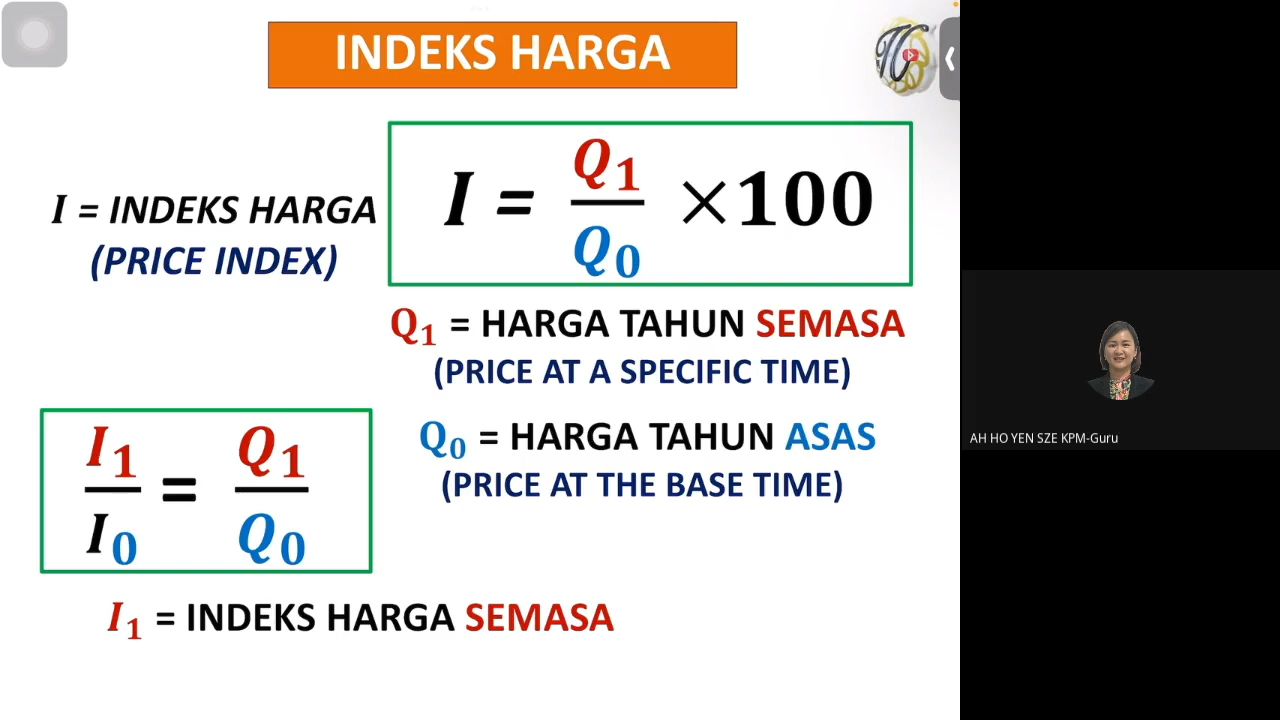 INDEKS HARGA
I = INDEKS HARGA
(PRICE INDEX)
I = Q₁/Q₀ ×100
Q₁ = HARGA TAHUN SEMASA
(PRICE AT A SPECIFIC TIME)
Q₀ = HARGA TAHUN ASAS
(PRICE AT THE BASE TIME)
I₁/I₀ = Q₁/Q₀
I₁ = INDEKS HARGA SEMASA
AH HO YEN SZE KPM-Guru